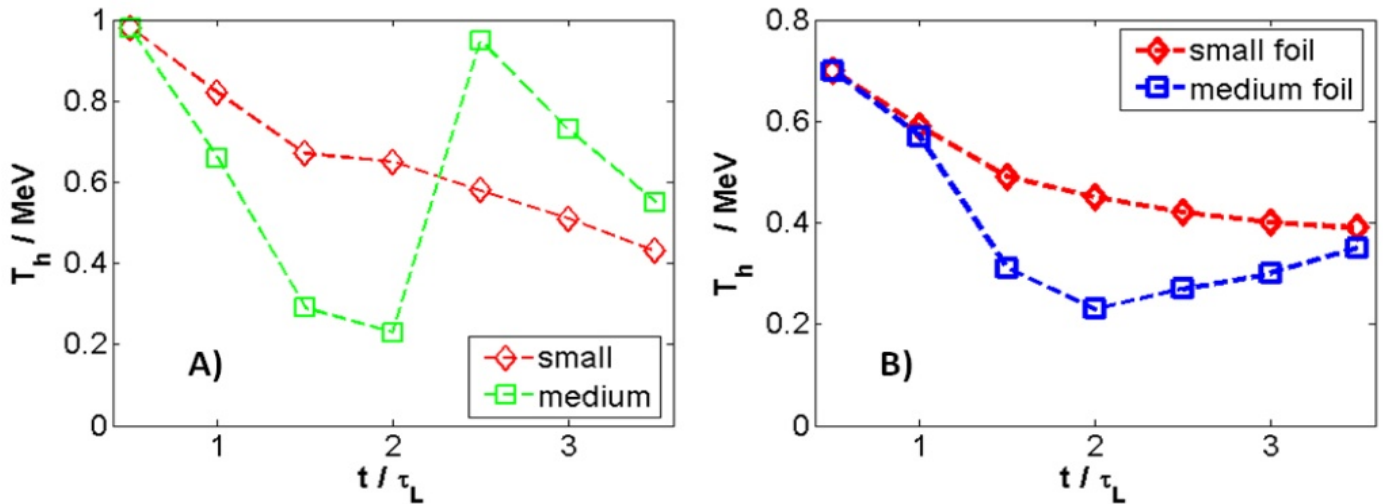 1
0.8
0.6
0.4
0.2
0
T_h / MeV
A)
small
medium
1
2
3
t / τ_L
0.8
0.6
0.4
0.2
0
T_h / MeV
small foil
medium foil
B)
1
2
3
t / τ_L